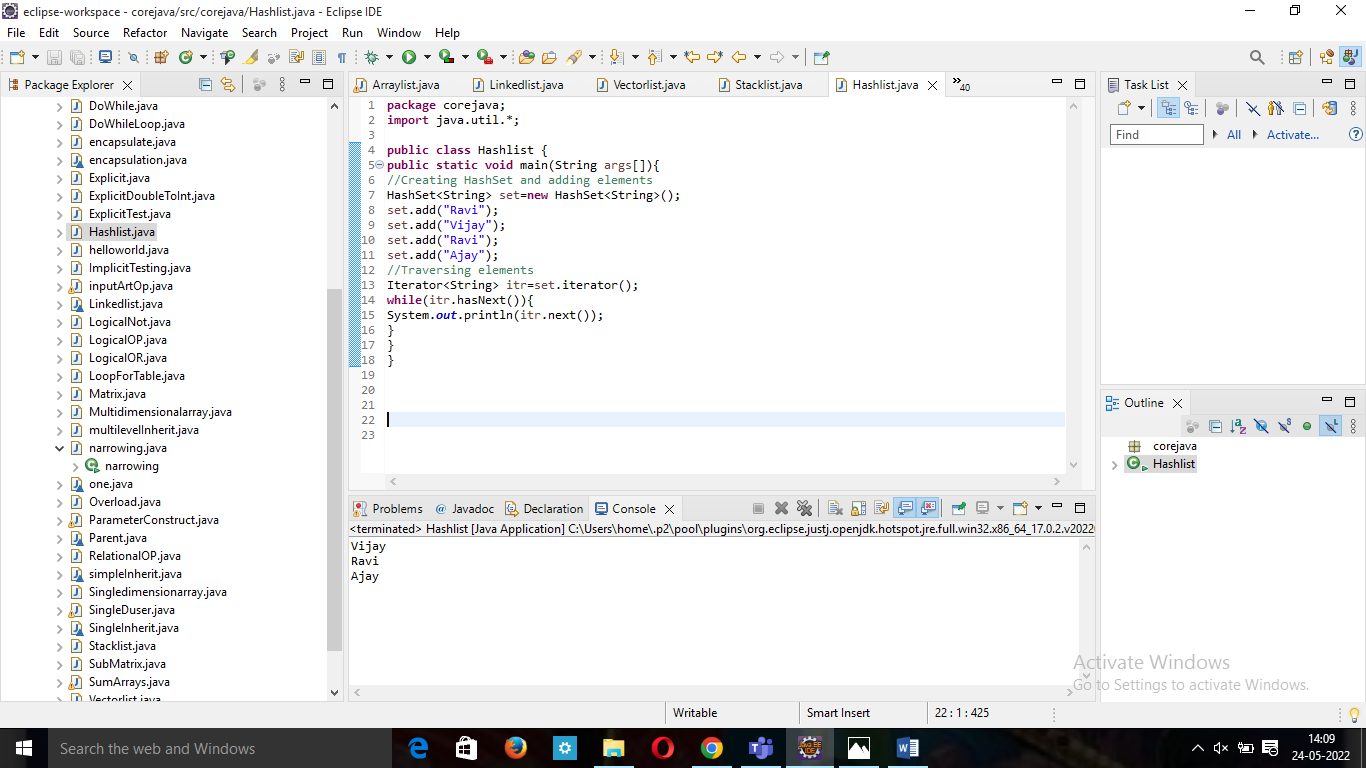 eclipse-workspace - corejava/src/corejava/Hashlist.java - Eclipse IDE
File Edit Source Refactor Navigate Search Project Run Window Help
Package Explorer
DoWhile.java
DoWhileLoop.java
encapsulate.java
encapsulation.java
Explicit.java
ExplicitDoubleToInt.java
ExplicitTest.java
Hashlist.java
helloworld.java
ImplicitTesting.java
inputArtOp.java
Linkedlist.java
LogicalNot.java
LogicalOP.java
LogicalOR.java
LoopForTable.java
Matrix.java
Multidimensionalarray.java
multilevelInherit.java
narrowing.java
narrowing
one.java
Overload.java
ParameterConstruct.java
Parent.java
RelationalOP.java
simpleInherit.java
Singledimensionarray.java
SingleDuser.java
SingleInherit.java
Stacklist.java
SubMatrix.java
SumArrays.java
Vectorlist.java
Arraylist.java Linkedlist.java Vectorlist.java Stacklist.java Hashlist.java »40
1 package corejava;
2 import java.util.*;
3
4 public class Hashlist {
5 public static void main(String args[]){
6 //Creating HashSet and adding elements
7 HashSet<String> set=new HashSet<String>();
8 set.add("Ravi");
9 set.add("Vijay");
10 set.add("Ravi");
11 set.add("Ajay");
12 //Traversing elements
13 Iterator<String> itr=set.iterator();
14 while(itr.hasNext()){
15 System.out.println(itr.next());
16 }
17 }
18 }
19
20
21
22
23
Problems @ Javadoc Declaration Console
<terminated> Hashlist [Java Application] C:\Users\home\.p2\pool\plugins\org.eclipse.justj.openjdk.hotspot.jre.full.win32.x86_64_17.0.2.v2022
Vijay
Ravi
Ajay
Task List
Find All Activate...
Outline
corejava
Hashlist
Activate Windows
Go to Settings to activate Windows.
Writable Smart Insert 22 : 1 : 425
Search the web and Windows
14:09
24-05-2022